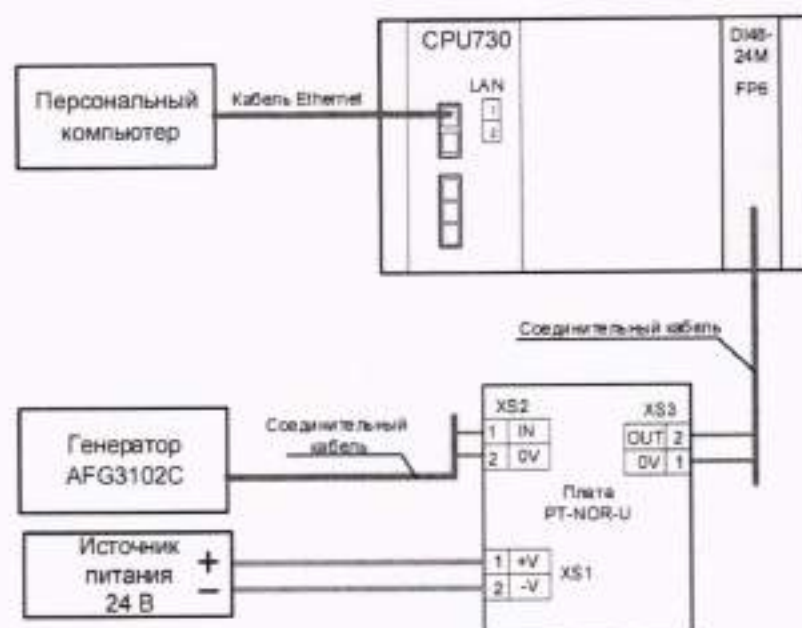 CPU730
DI48-
24M
FP6
LAN
1
2
Персональный
компьютер
Кабель Ethernet
Соединительный кабель
Генератор
AFG3102C
Соединительный
кабель
XS2
1 IN
2 0V
XS3
OUT 2
0V 1
Плата
PT-NOR-U
Источник
питания
24 В
+
−
1 +V
2 -V
XS1